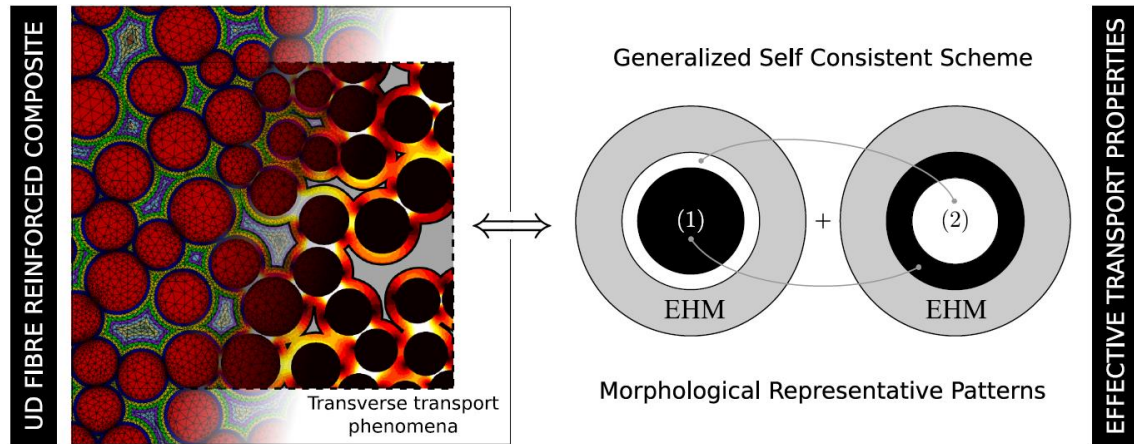 UD FIBRE REINFORCED COMPOSITE
Transverse transport
phenomena
Generalized Self Consistent Scheme
(1)
+
(2)
EHM
EHM
Morphological Representative Patterns
EFFECTIVE TRANSPORT PROPERTIES